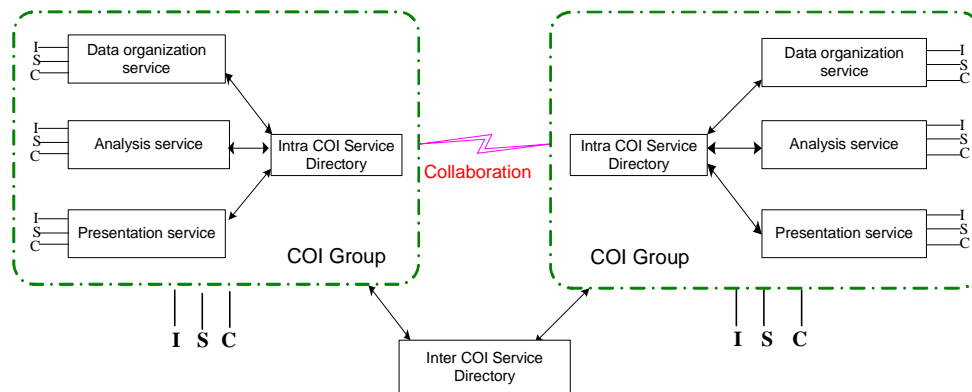 I
S
C
Data organization
service
I
S
C
Analysis service
I
S
C
Presentation service
Intra COI Service
Directory
COI Group
I S C
Collaboration
Intra COI Service
Directory
Data organization
service
I
S
C
Analysis service
I
S
C
Presentation service
I
S
C
COI Group
I S C
Inter COI Service
Directory